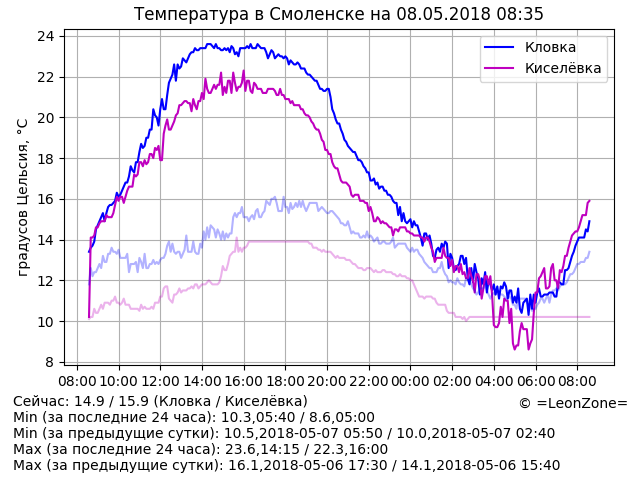 Температура в Смоленске на 08.05.2018 08:35
градусов Цельсия, °C
24
22
20
18
16
14
12
10
8
Кловка
Киселёвка
08:00 10:00 12:00 14:00 16:00 18:00 20:00 22:00 00:00 02:00 04:00 06:00 08:00
Сейчас: 14.9 / 15.9 (Кловка / Киселёвка)
© =LeonZone=
Min (за последние 24 часа): 10.3,05:40 / 8.6,05:00
Min (за предыдущие сутки): 10.5,2018-05-07 05:50 / 10.0,2018-05-07 02:40
Max (за последние 24 часа): 23.6,14:15 / 22.3,16:00
Max (за предыдущие сутки): 16.1,2018-05-06 17:30 / 14.1,2018-05-06 15:40